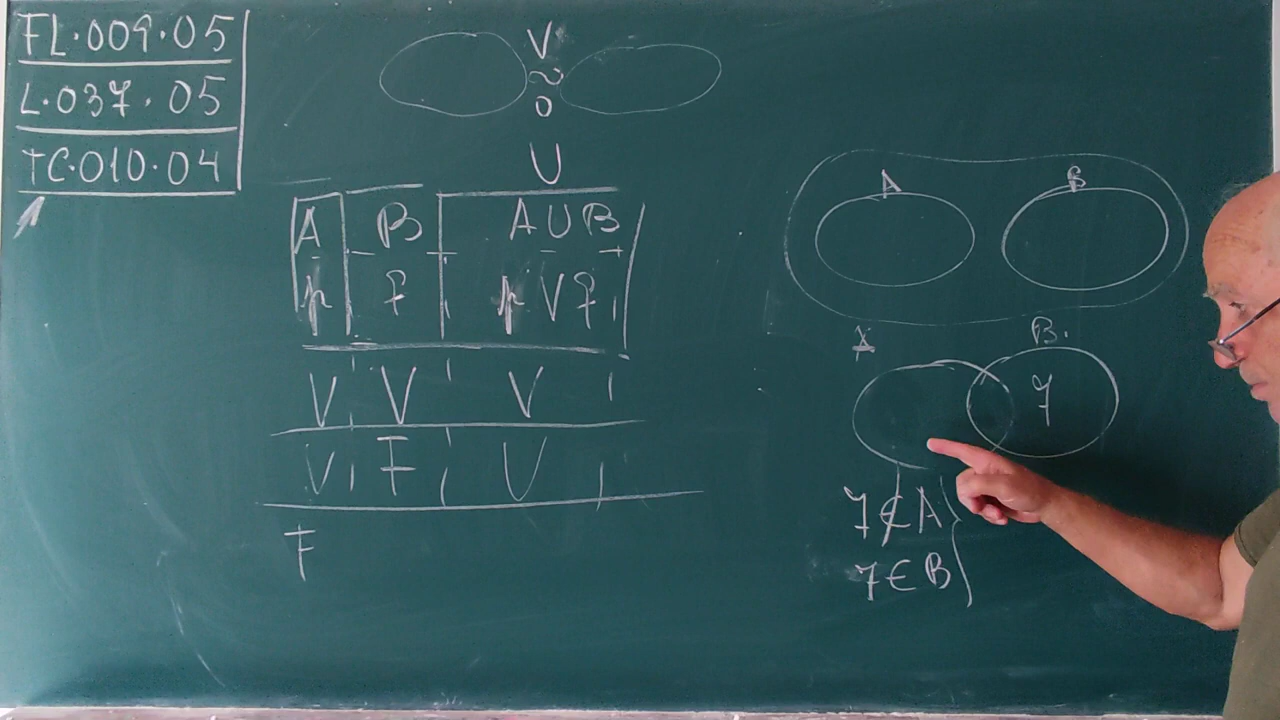 FL.009.05
L.037.05
TC.010.04
V
~
O
U
A B A U B
p q p V q
V V V
V F V
F
A B
A B.
7
7 ∉ A
7 ∈ B